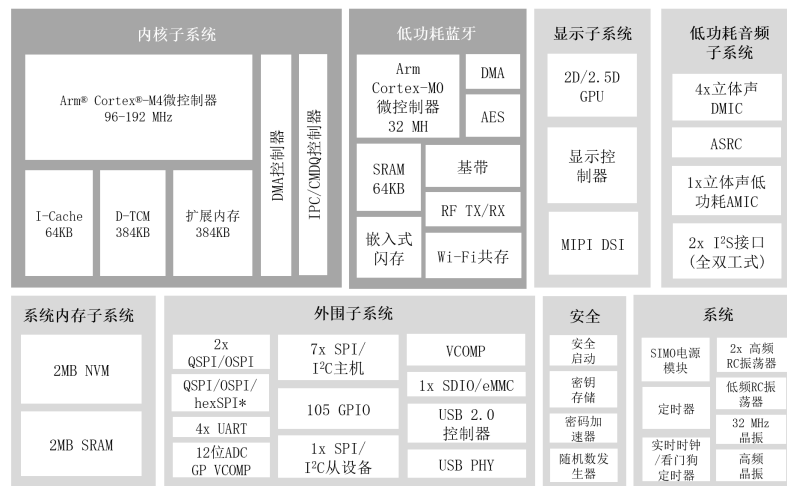 内核子系统
Arm® Cortex®-M4微控制器
96-192 MHz
I-Cache
64KB
D-TCM
384KB
扩展内存
384KB
DMA控制器
IPC/CMDQ控制器
低功耗蓝牙
Arm
Cortex-M0
微控制器
32 MH
DMA
AES
SRAM
64KB
基带
RF TX/RX
嵌入式
闪存
Wi-Fi共存
显示子系统
2D/2.5D
GPU
显示控
制器
MIPI DSI
低功耗音频
子系统
4x立体声
DMIC
ASRC
1x立体声低
功耗AMIC
2x I²S接口
(全双工式)
系统内存子系统
2MB NVM
2MB SRAM
外围子系统
2x
QSPI/OSPI
QSPI/OSPI/
hexSPI*
4x UART
12位ADC
GP VCOMP
7x SPI/
I²C主机
105 GPIO
1x SPI/
I²C从设备
VCOMP
1x SDIO/eMMC
USB 2.0
控制器
USB PHY
安全
安全
启动
密钥
存储
密码加
速器
随机数发
生器
系统
SIMO电源
模块
定时器
实时时钟
/看门狗
定时器
2x 高频
RC振荡器
低频RC振
荡器
32 MHz
晶振
高频
晶振